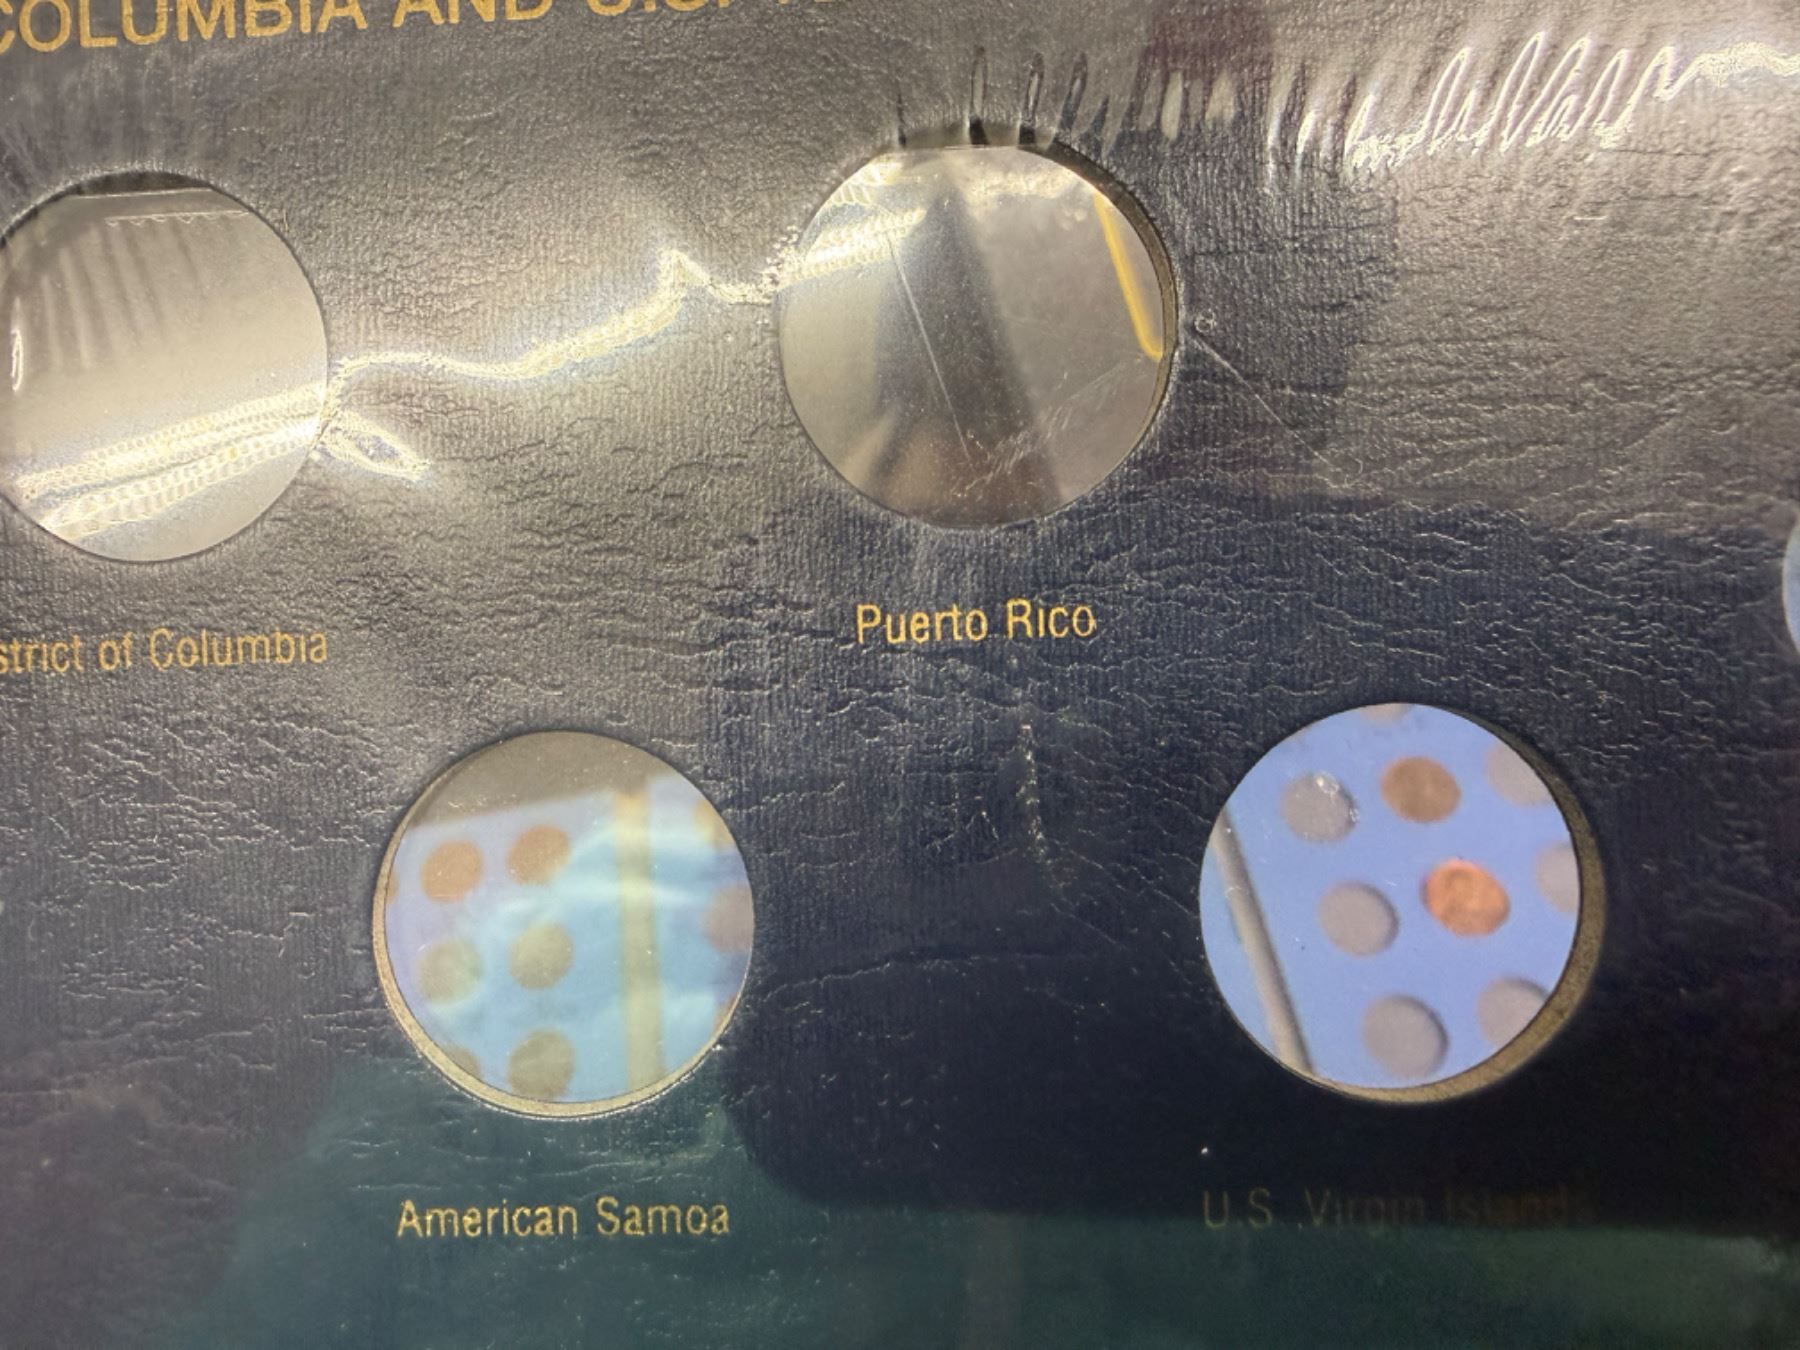 COLUMBIA AND U.S.
strict of Columbia
Puerto Rico
American Samoa
U.S. Virgin Islands